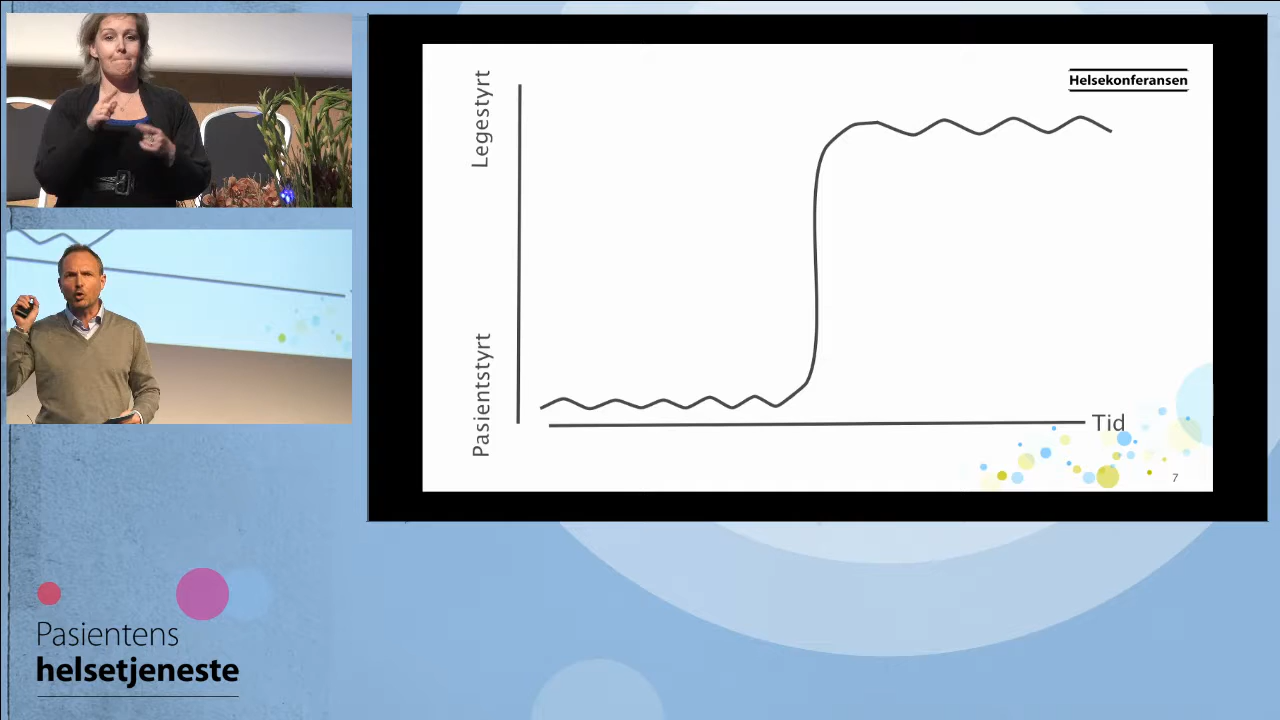 Helsekonferansen
Legestyrt
Pasientstyrt
Tid
7
Pasientens
helsetjeneste